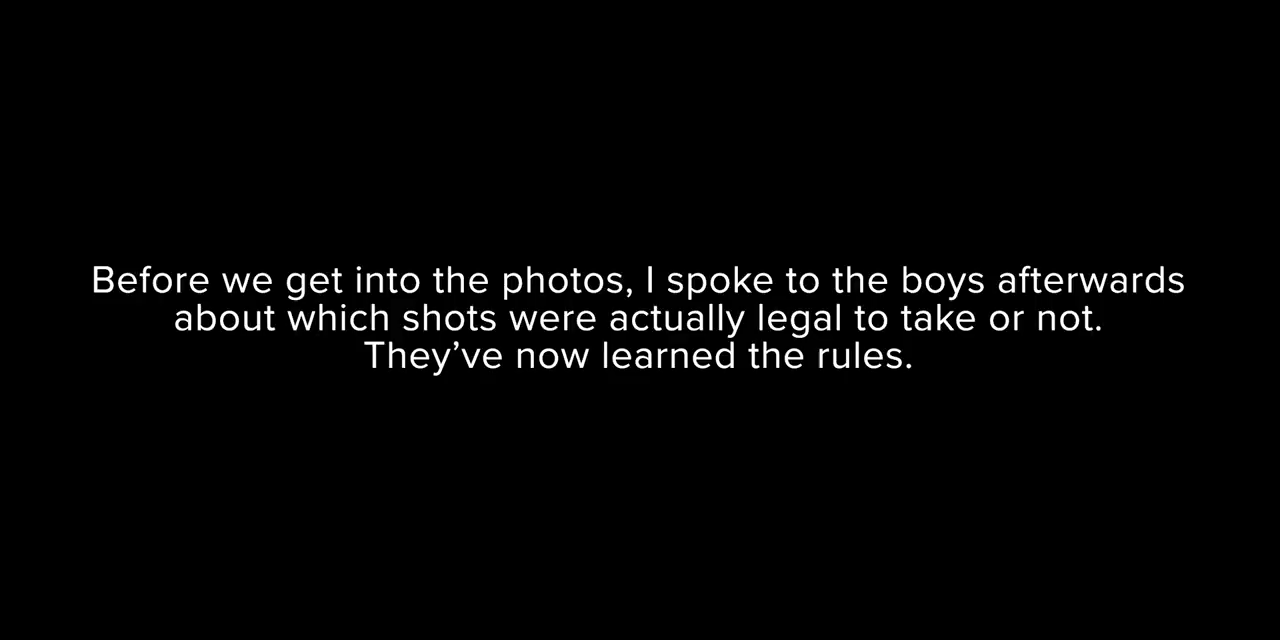 Before we get into the photos, I spoke to the boys afterwards
about which shots were actually legal to take or not.
They’ve now learned the rules.